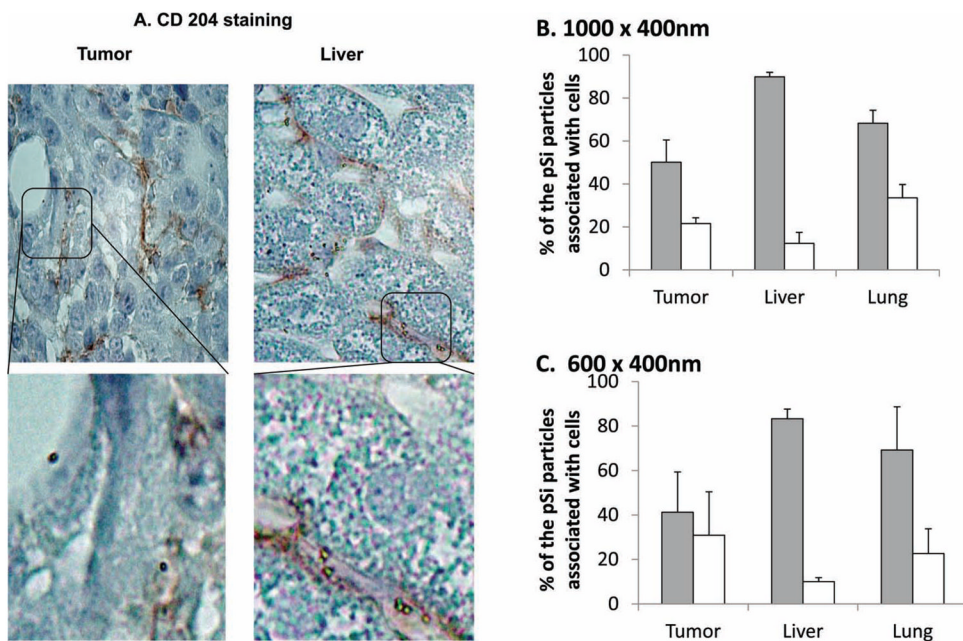 A. CD 204 staining
Tumor
Liver
B. 1000 x 400nm
% of the pSi particles
associated with cells
100
80
60
40
20
0
Tumor
Liver
Lung
C. 600 x 400nm
% of the pSi particles
associated with cells
100
80
60
40
20
0
Tumor
Liver
Lung